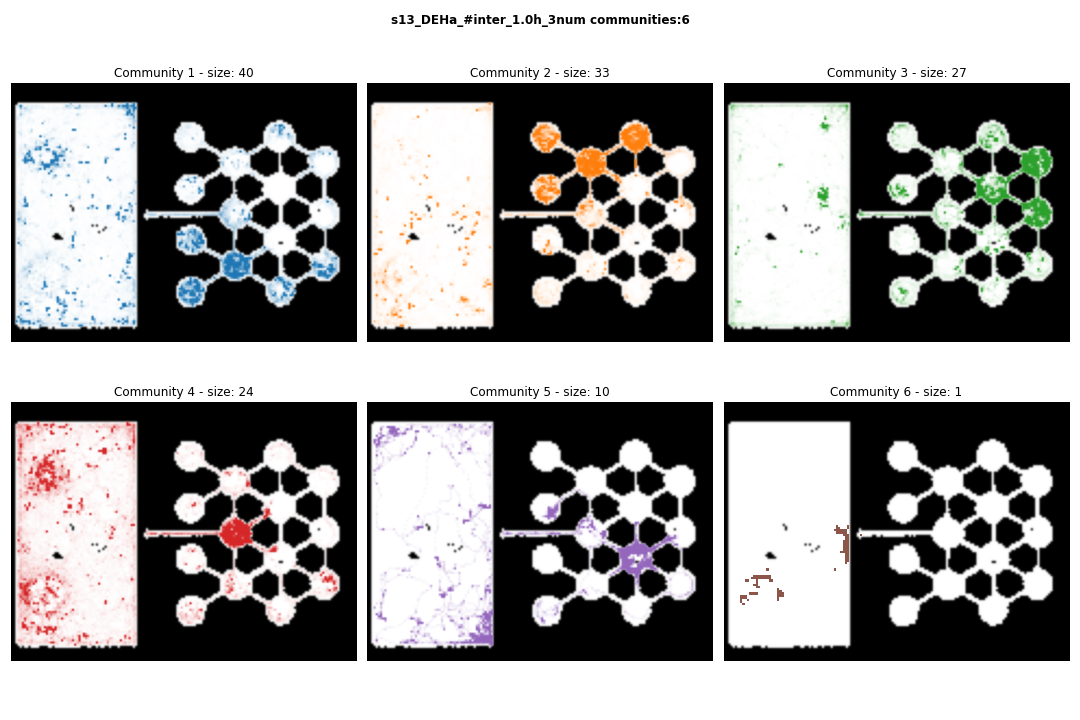 s13_DEHa_#inter_1.0h_3num communities:6
Community 1 - size: 40
Community 2 - size: 33
Community 3 - size: 27
Community 4 - size: 24
Community 5 - size: 10
Community 6 - size: 1